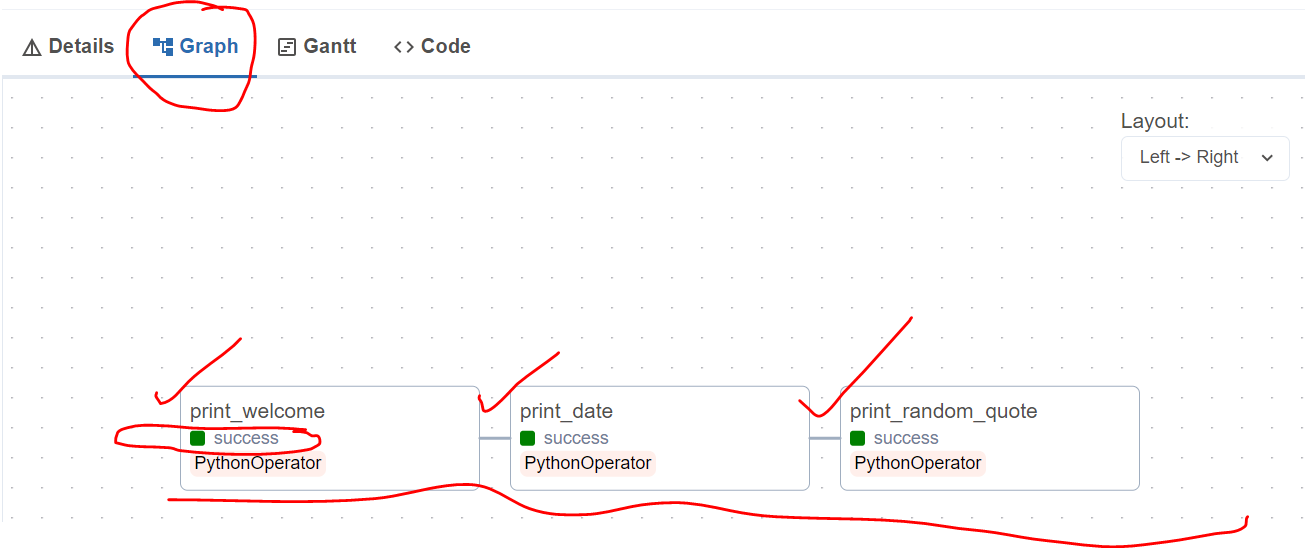 Details Graph Gantt Code
Layout:
Left -> Right
print_welcome print_date print_random_quote
success success success
PythonOperator PythonOperator PythonOperator